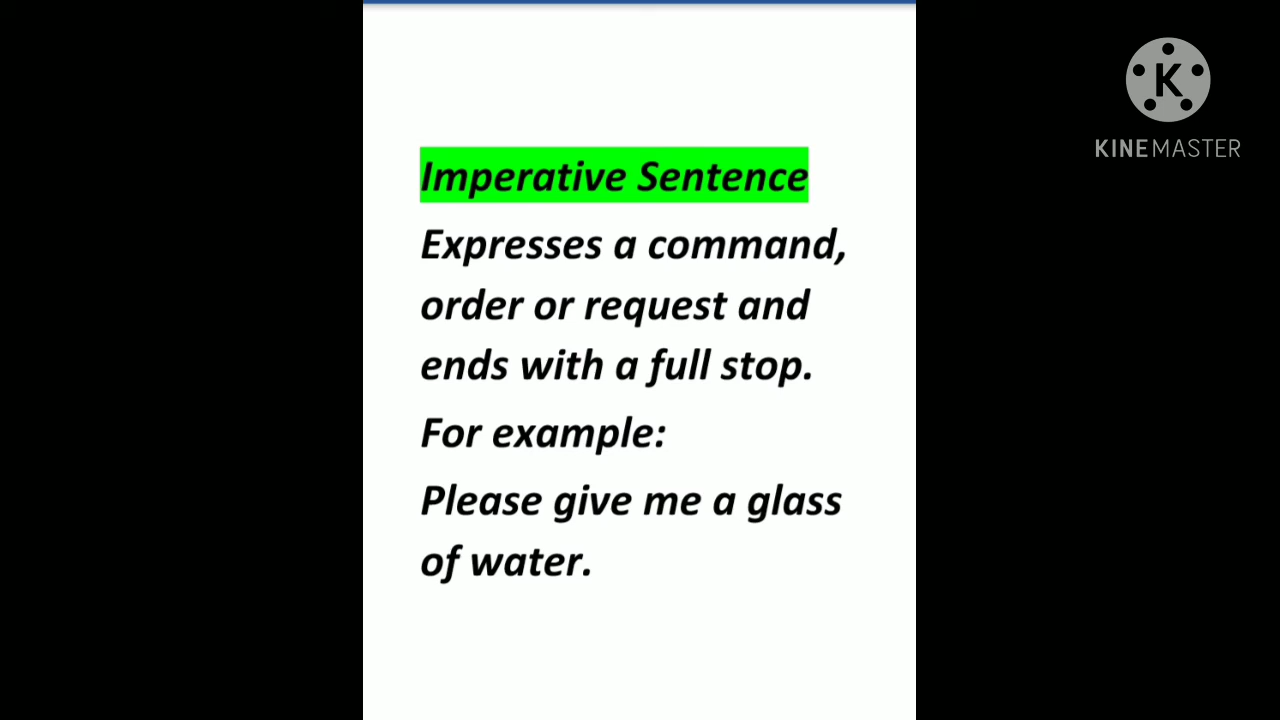 Imperative Sentence
Expresses a command,
order or request and
ends with a full stop.
For example:
Please give me a glass
of water.
K
KINEMASTER